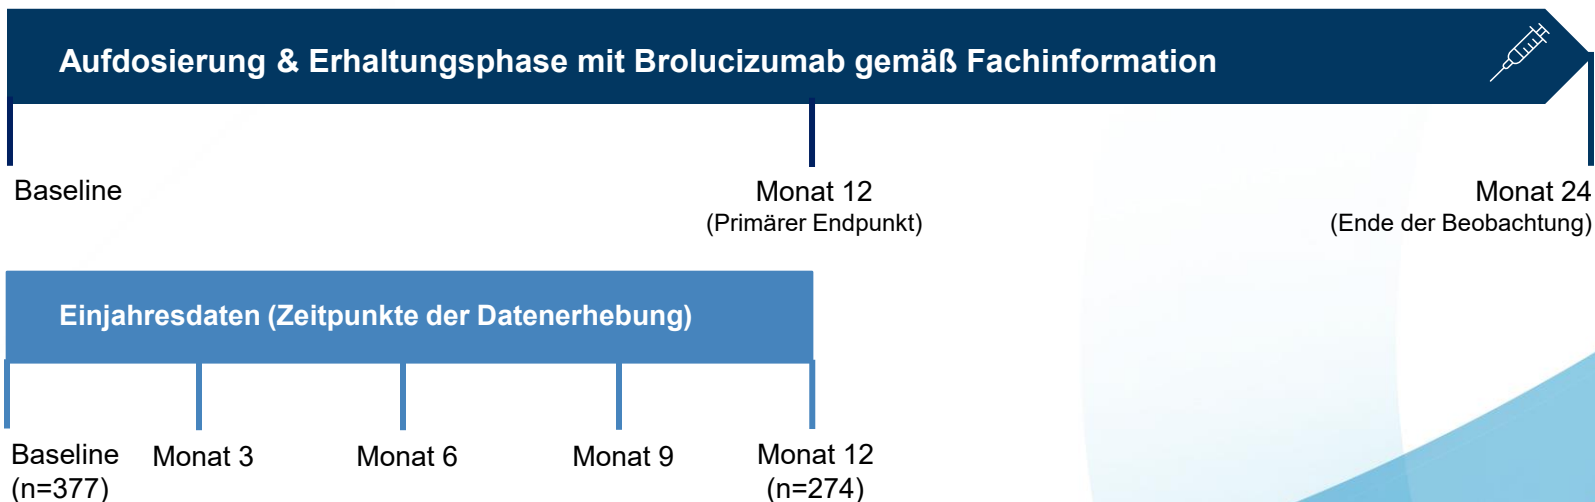 Aufdosierung & Erhaltungsphase mit Brolucizumab gemäß Fachinformation
Baseline
Monat 12
(Primärer Endpunkt)
Monat 24
(Ende der Beobachtung)
Einjahresdaten (Zeitpunkte der Datenerhebung)
Baseline
(n=377)
Monat 3
Monat 6
Monat 9
Monat 12
(n=274)